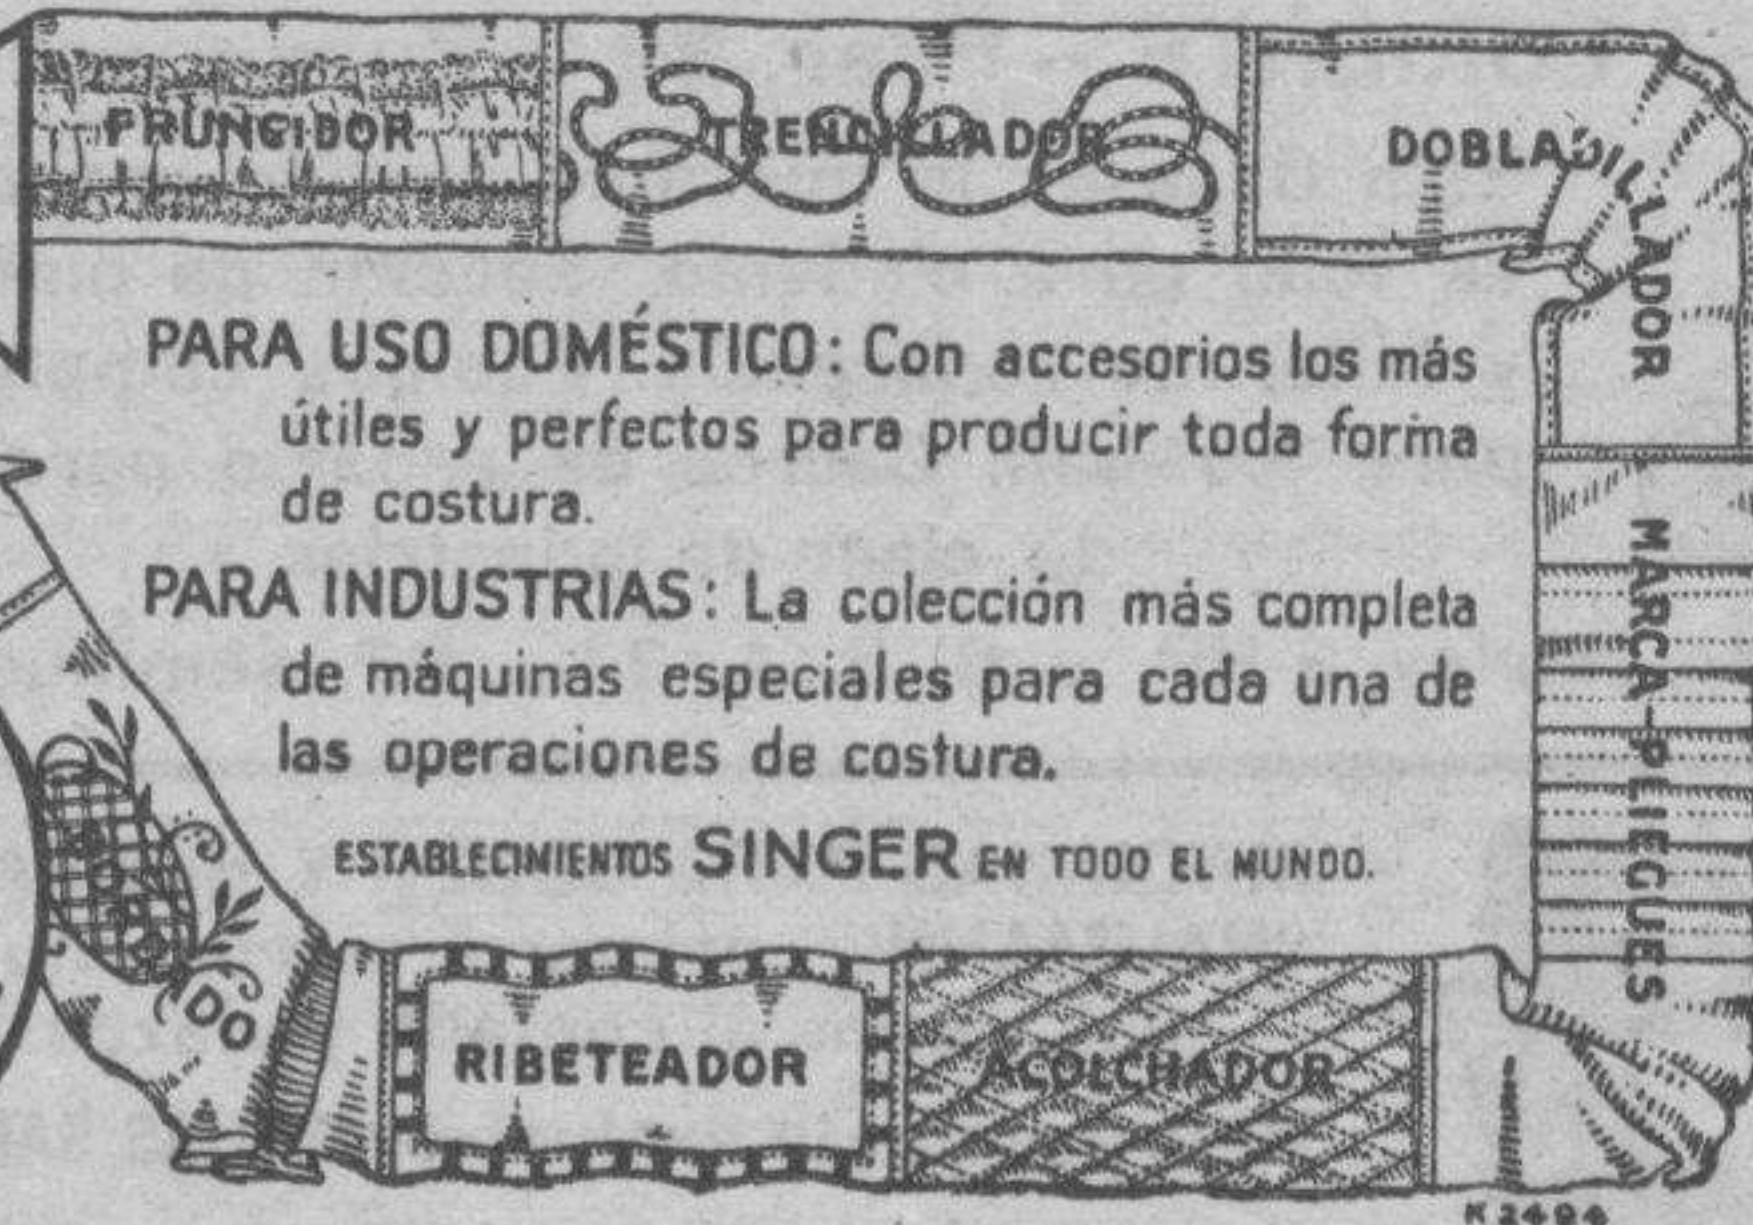 FRUNCIDOR
TRENCILLADOR
DOBLADILLADOR
PARA USO DOMÉSTICO: Con accesorios los más
útiles y perfectos para producir toda forma
de costura.
PARA INDUSTRIAS: La colección más completa
de máquinas especiales para cada una de
las operaciones de costura.
ESTABLECIMIENTOS SINGER EN TODO EL MUNDO.
MARCA-PLIEGUES
DO
RIBETEADOR
ACOLCHADOR
K 2494